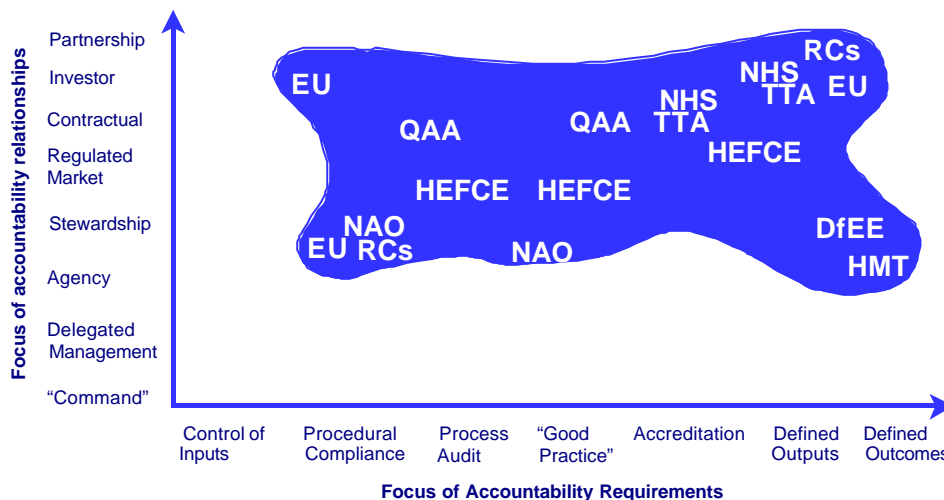 Focus of accountability relationships
Partnership
Investor
Contractual
Regulated
Market
Stewardship
Agency
Delegated
Management
“Command”
RCs
NHS
EU
TTA
EU
NHS
QAA
QAA
TTA
HEFCE
HEFCE
HEFCE
NAO
DfEE
EU
RCs
NAO
HMT
Control of
Inputs
Procedural
Compliance
Process
Audit
“Good
Practice”
Accreditation
Defined
Outputs
Defined
Outcomes
Focus of Accountability Requirements